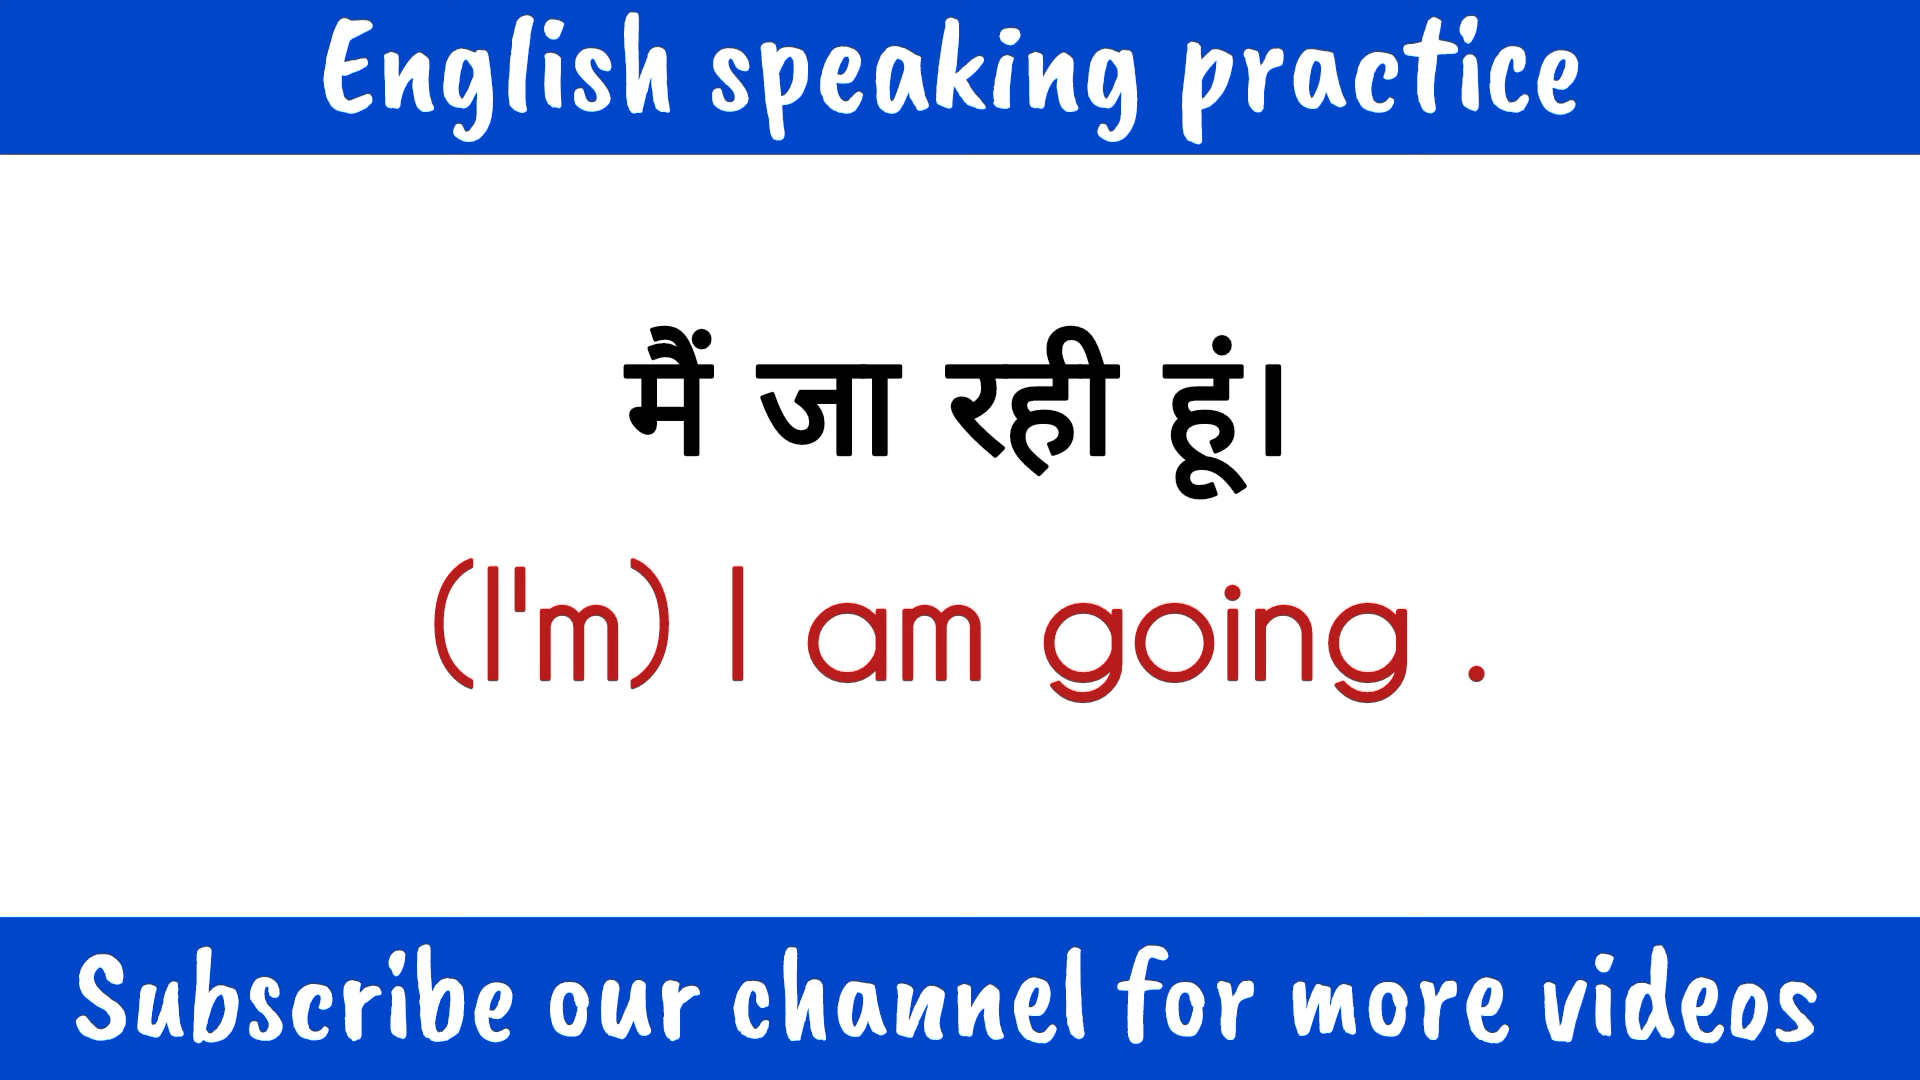 English speaking practice
मैं जा रही हूं।
(I'm) I am going .
Subscribe our channel for more videos